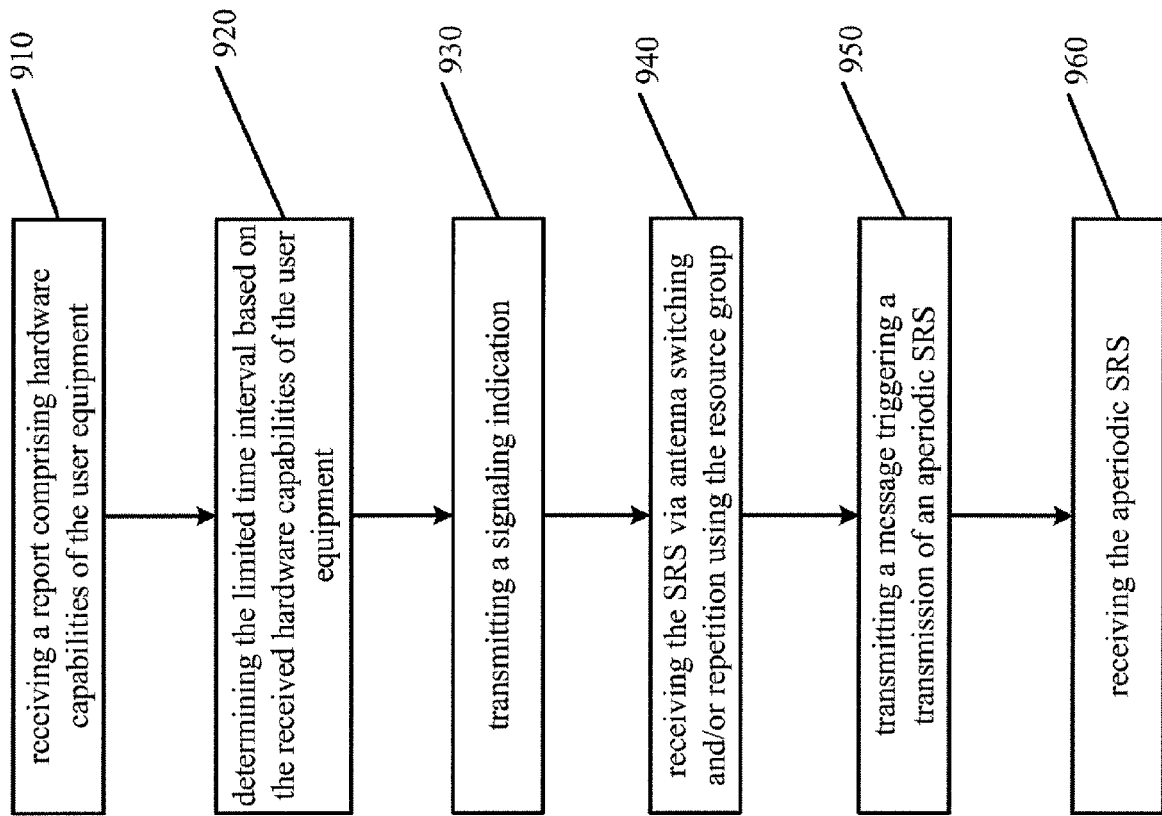 910
receiving a report comprising hardware
capabilities of the user equipment
920
determining the limited time interval based on
the received hardware capabilities of the user
equipment
930
transmitting a signaling indication
940
receiving the SRS via antenna switching
and/or repetition using the resource group
950
transmitting a message triggering a
transmission of an aperiodic SRS
960
receiving the aperiodic SRS